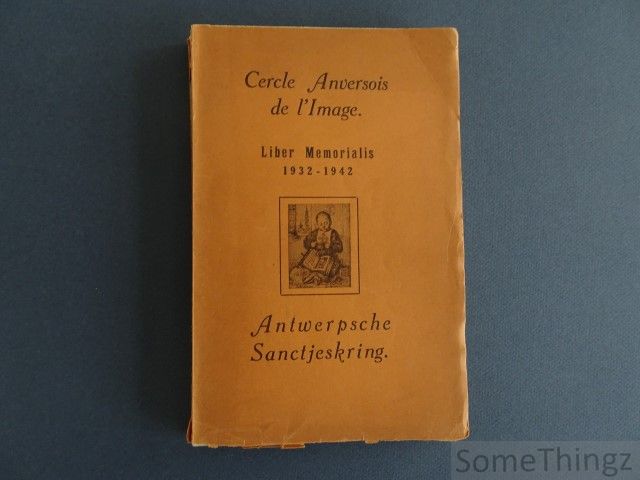 Cercle Anversois
de l'Image.
Liber Memorialis
1932-1942
Antwerpsche
Sanctjeskring.
SomeThingz